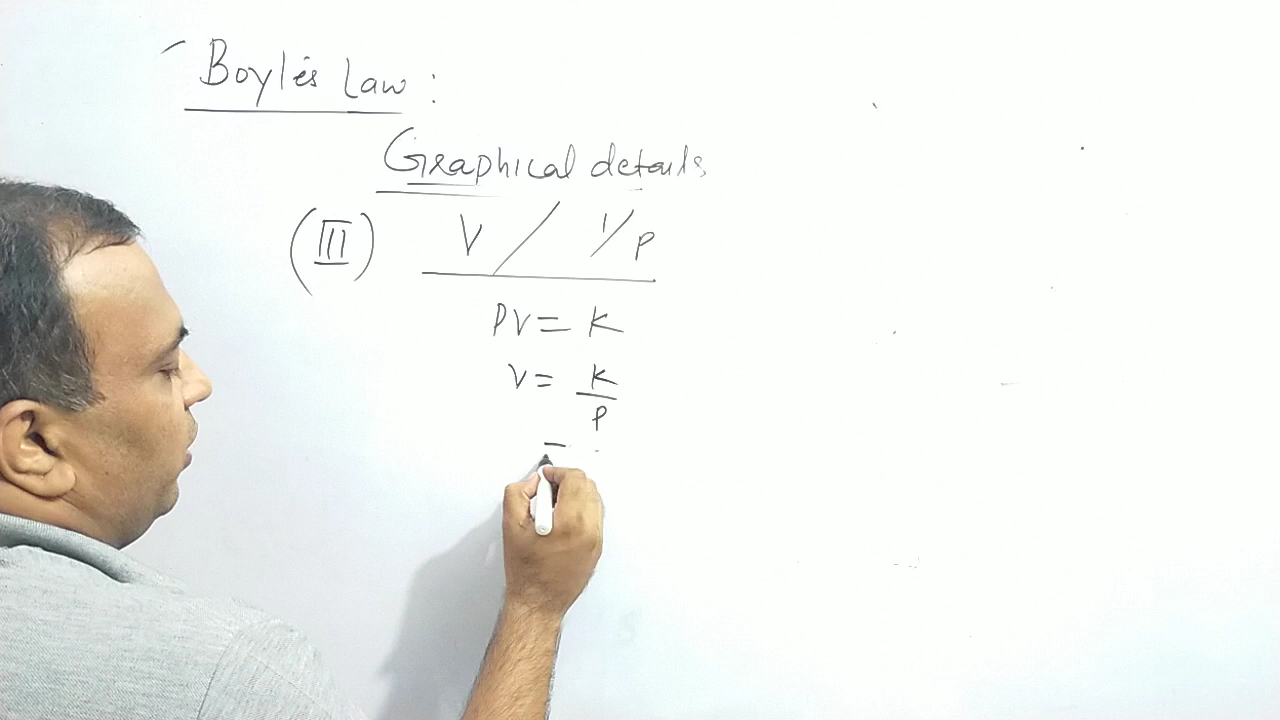 Boyle's Law :
Graphical details
(III) V / 1/P
PV = K
V = K/P
=